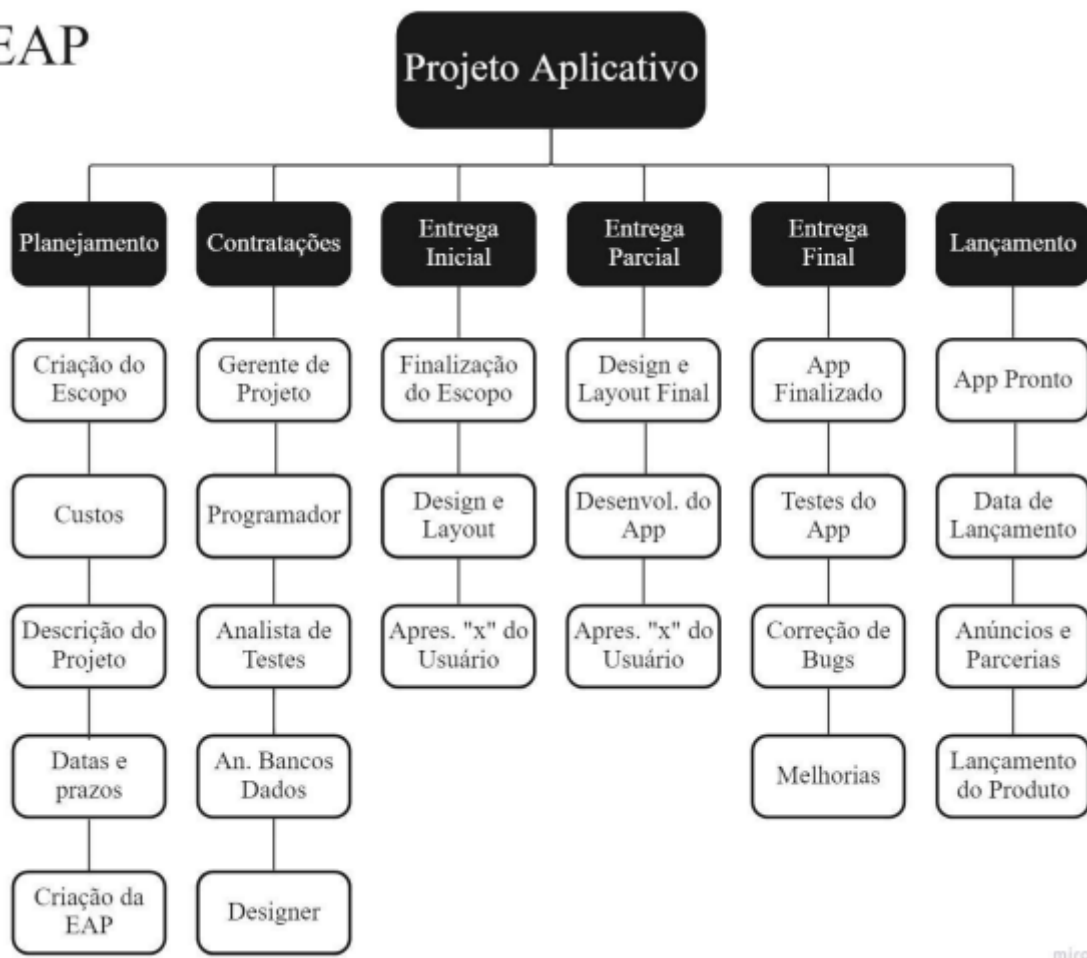 EAP
Projeto Aplicativo
Planejamento
Contratações
Entrega
Inicial
Entrega
Parcial
Entrega
Final
Lançamento
Criação do
Escopo
Gerente de
Projeto
Finalização
do Escopo
Design e
Layout Final
App
Finalizado
App Pronto
Custos
Programador
Design e
Layout
Desenvol. do
App
Testes do
App
Data de
Lançamento
Descrição do
Projeto
Analista de
Testes
Apres. "x" do
Usuário
Apres. "x" do
Usuário
Correção de
Bugs
Anúncios e
Parcerias
Datas e
prazos
An. Bancos
Dados
Melhorias
Lançamento
do Produto
Criação da
EAP
Designer